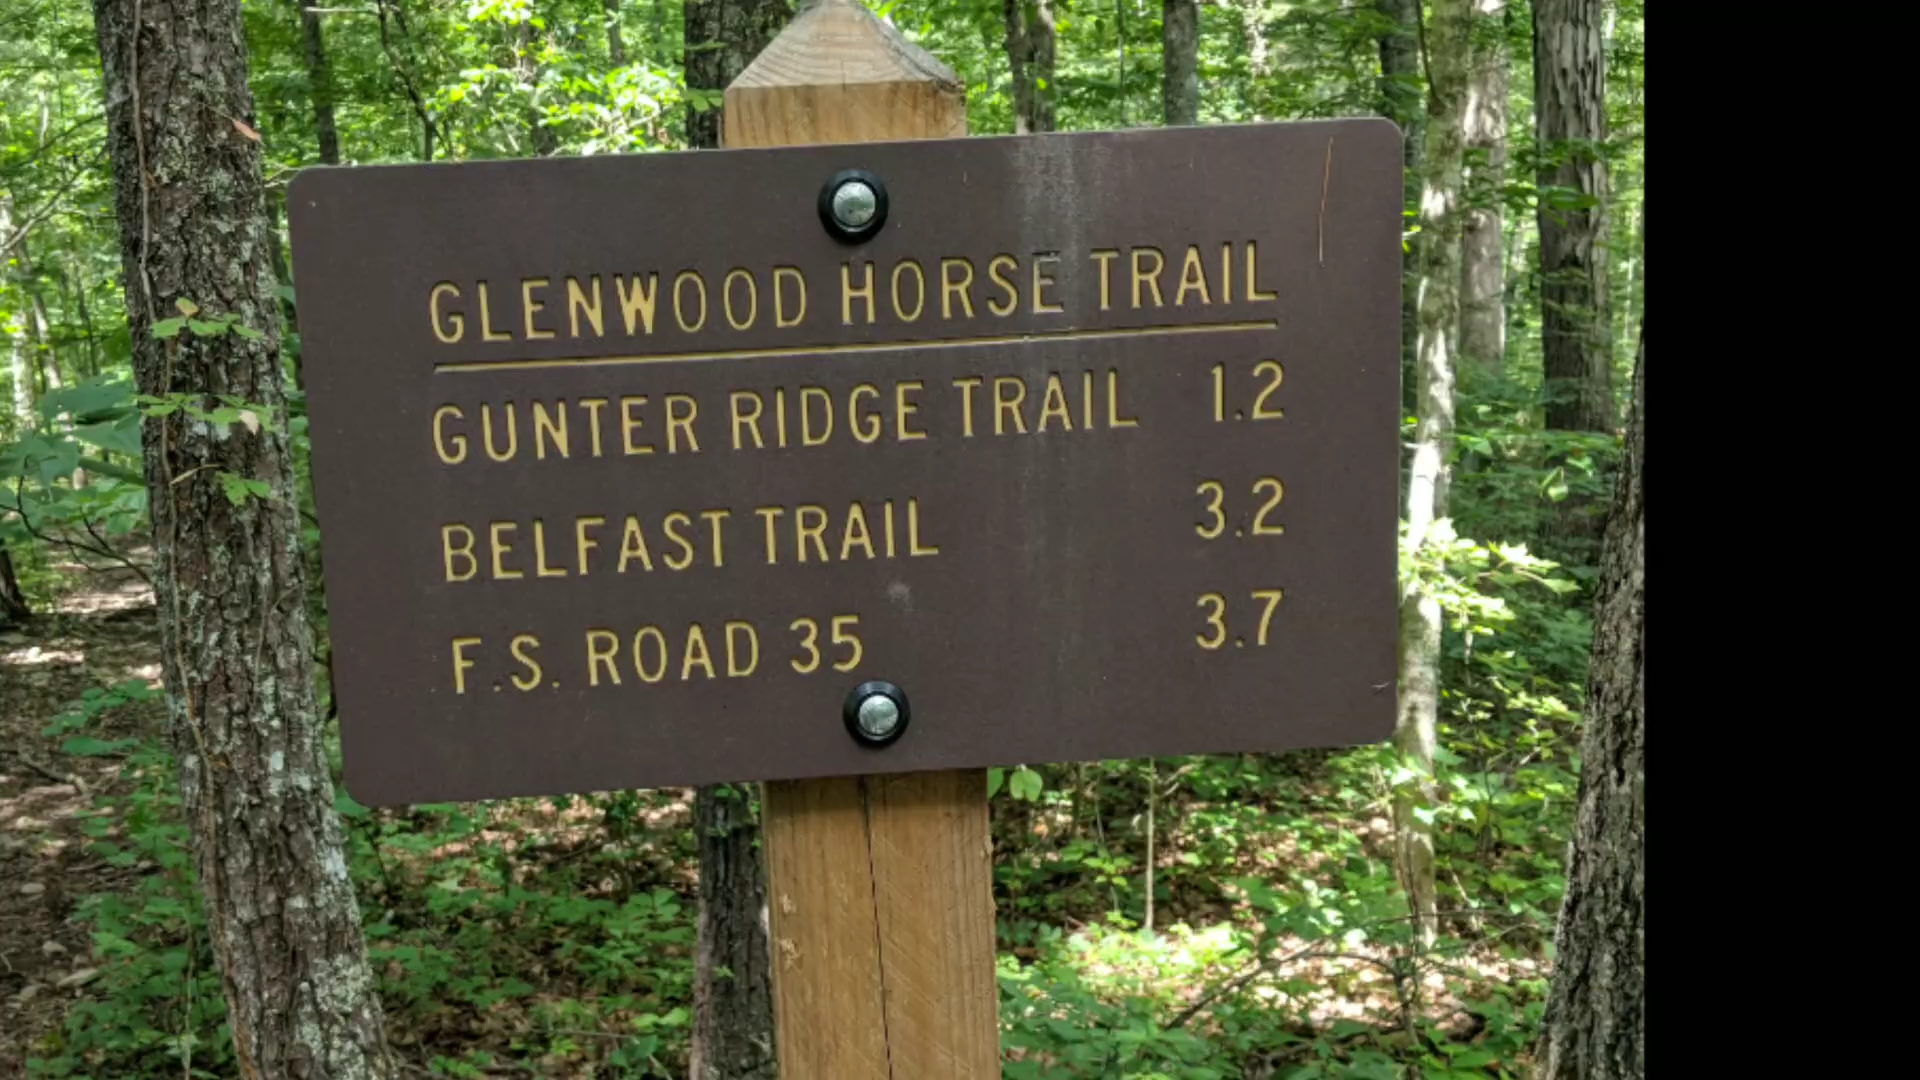 GLENWOOD HORSE TRAIL
GUNTER RIDGE TRAIL 1.2
BELFAST TRAIL 3.2
F.S. ROAD 35 3.7